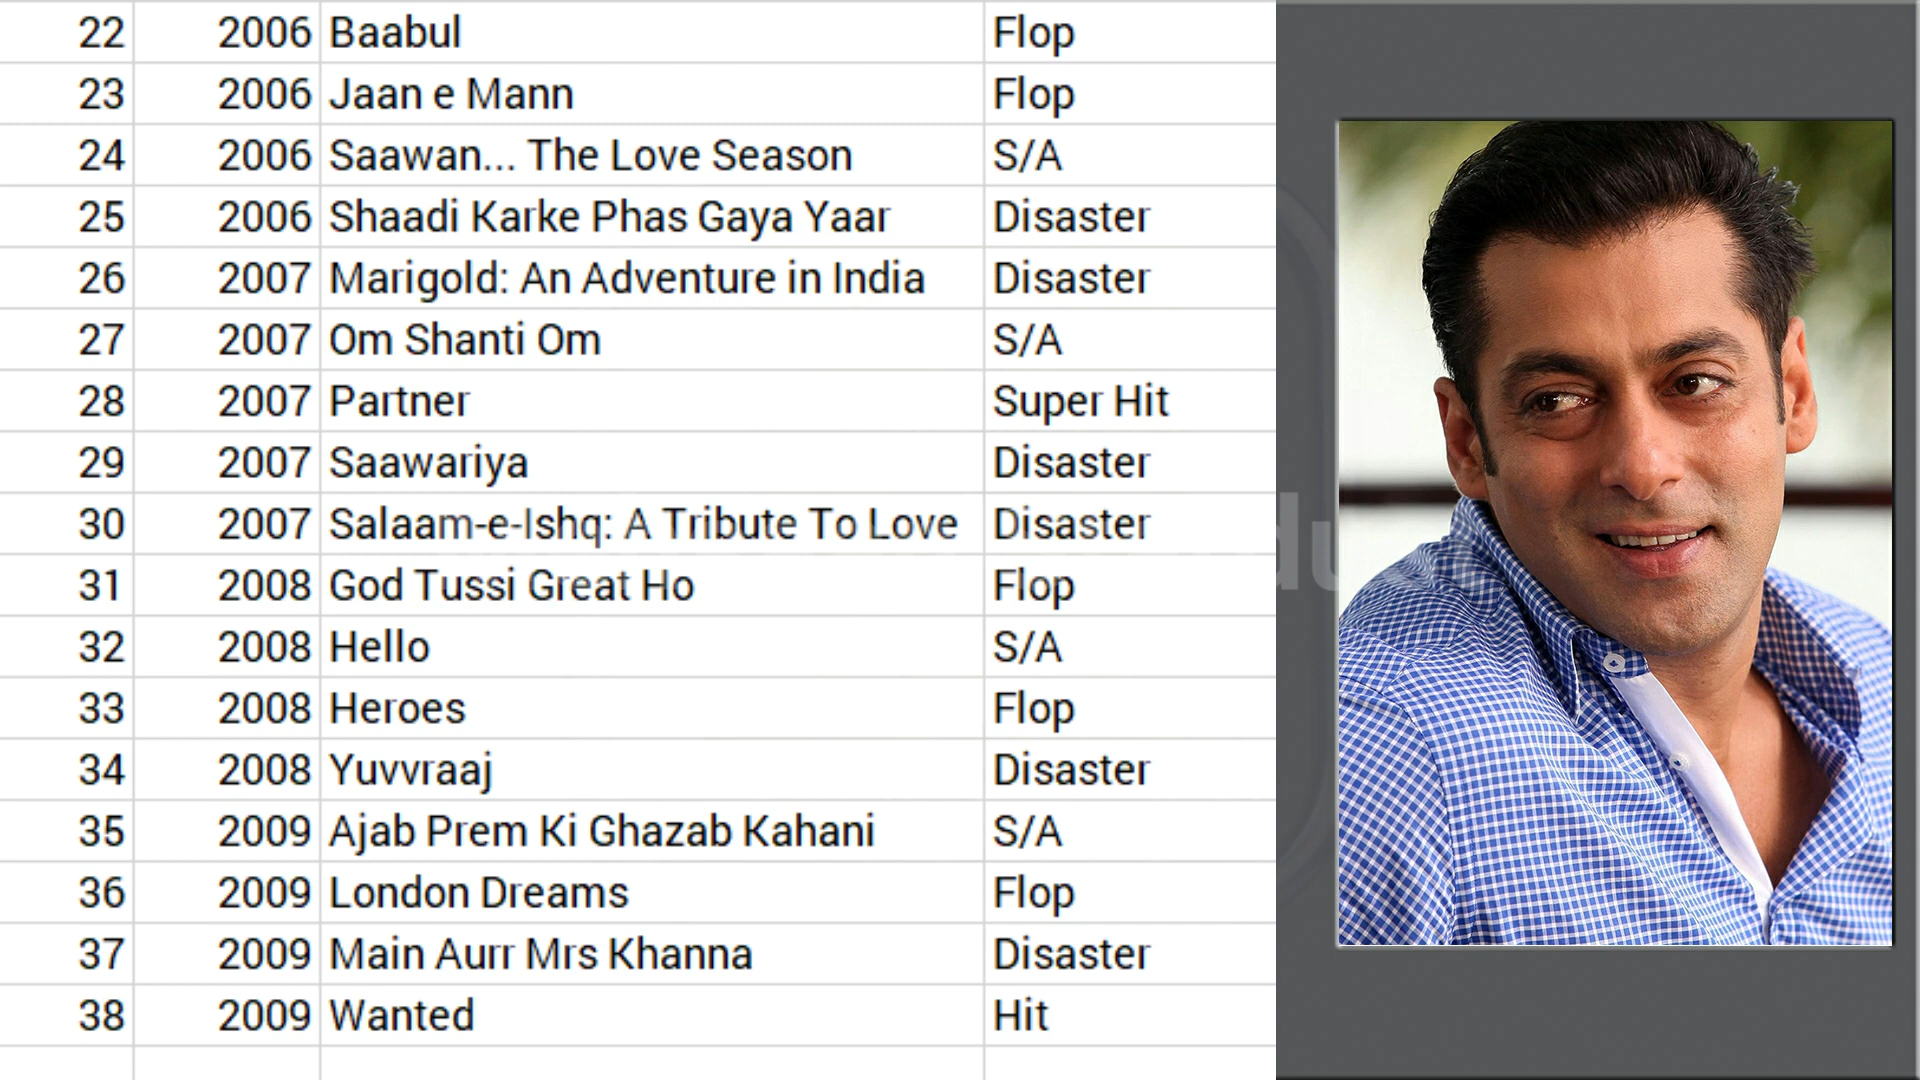 22 2006 Baabul Flop
23 2006 Jaan e Mann Flop
24 2006 Saawan... The Love Season S/A
25 2006 Shaadi Karke Phas Gaya Yaar Disaster
26 2007 Marigold: An Adventure in India Disaster
27 2007 Om Shanti Om S/A
28 2007 Partner Super Hit
29 2007 Saawariya Disaster
30 2007 Salaam-e-Ishq: A Tribute To Love Disaster
31 2008 God Tussi Great Ho Flop
32 2008 Hello S/A
33 2008 Heroes Flop
34 2008 Yuvvraaj Disaster
35 2009 Ajab Prem Ki Ghazab Kahani S/A
36 2009 London Dreams Flop
37 2009 Main Aurr Mrs Khanna Disaster
38 2009 Wanted Hit